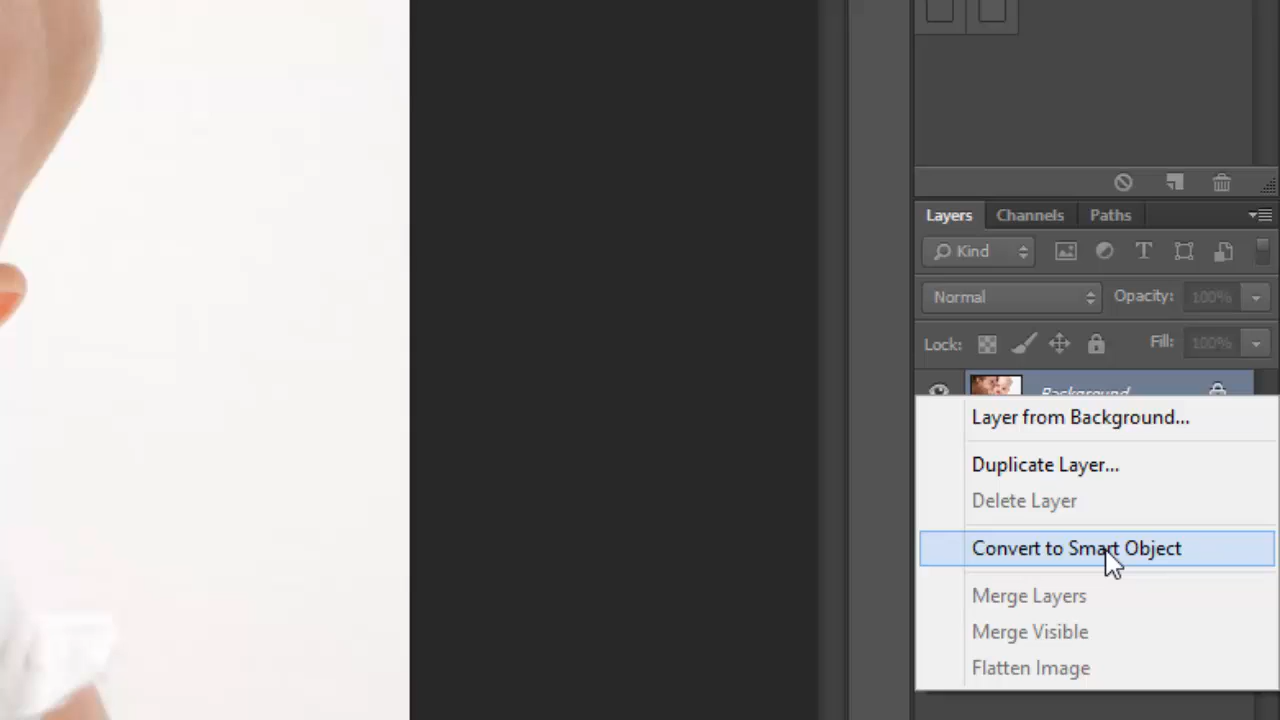 Layers Channels Paths
Kind
Normal Opacity: 100%
Lock: Fill: 100%
Background
Layer from Background...
Duplicate Layer...
Delete Layer
Convert to Smart Object
Merge Layers
Merge Visible
Flatten Image